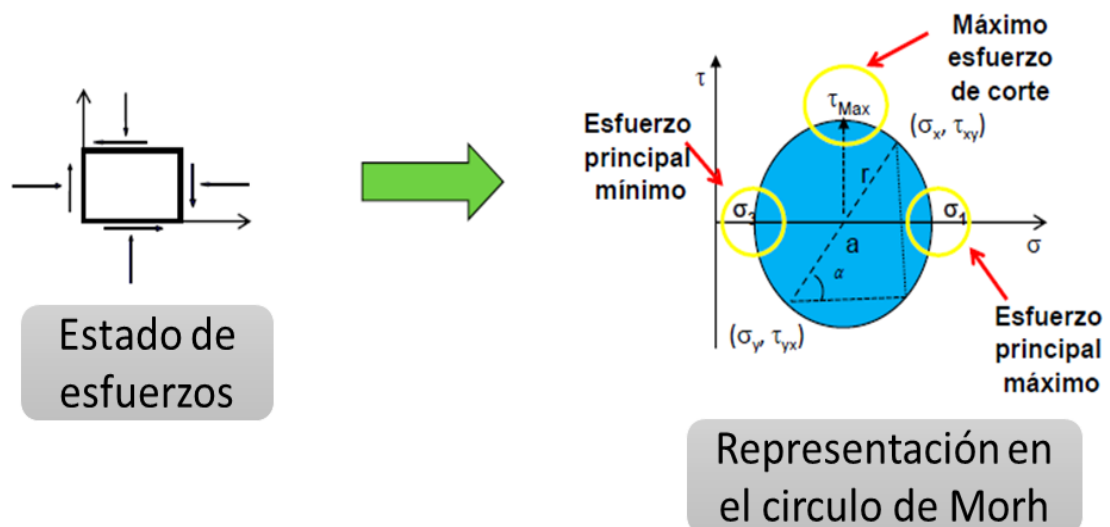 Estado de
esfuerzos
τ
σ
Máximo
esfuerzo
de corte
τMax
(σx, τxy)
Esfuerzo
principal
mínimo
r
σ3
σ1
a
α
(σy, τyx)
Esfuerzo
principal
máximo
Representación en
el circulo de Morh